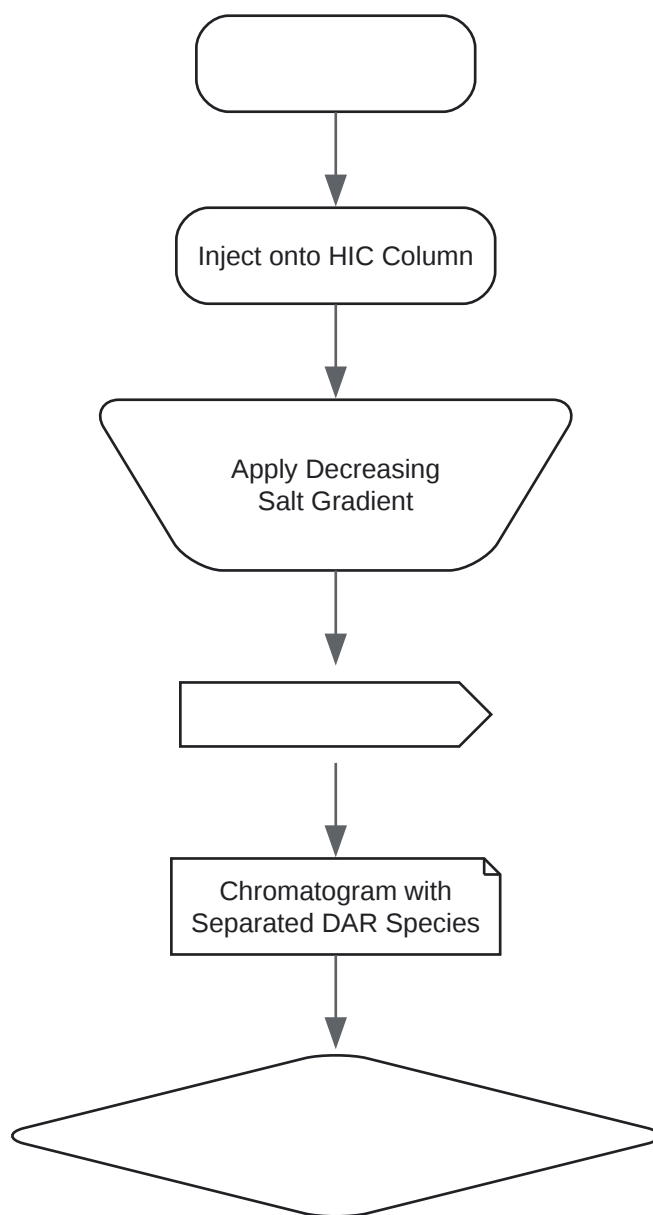 Inject onto HIC Column
Apply Decreasing
Salt Gradient
Chromatogram with
Separated DAR Species